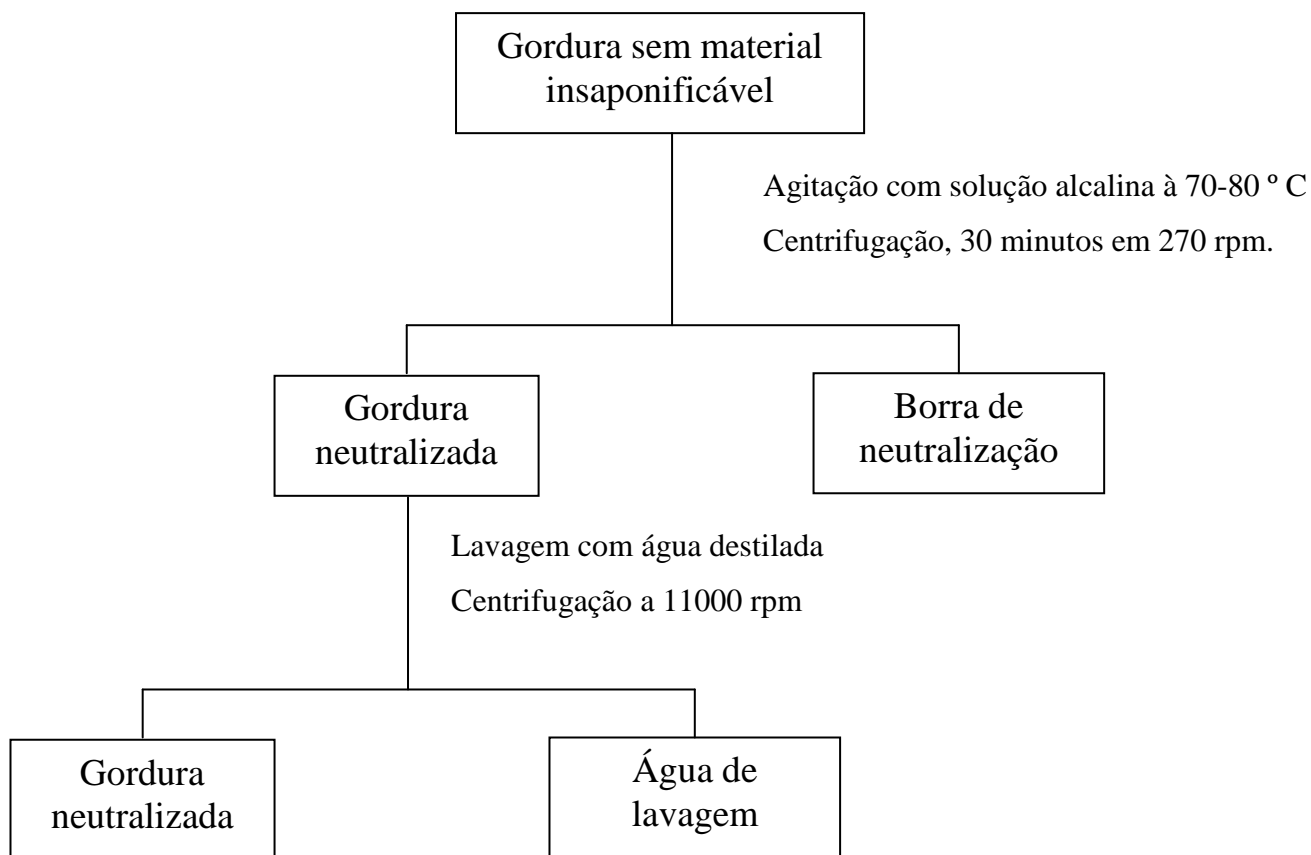 Gordura sem material
insaponificável
Agitação com solução alcalina à 70-80 º C
Centrifugação, 30 minutos em 270 rpm.
Gordura
neutralizada
Borra de
neutralização
Lavagem com água destilada
Centrifugação a 11000 rpm
Gordura
neutralizada
Água de
lavagem